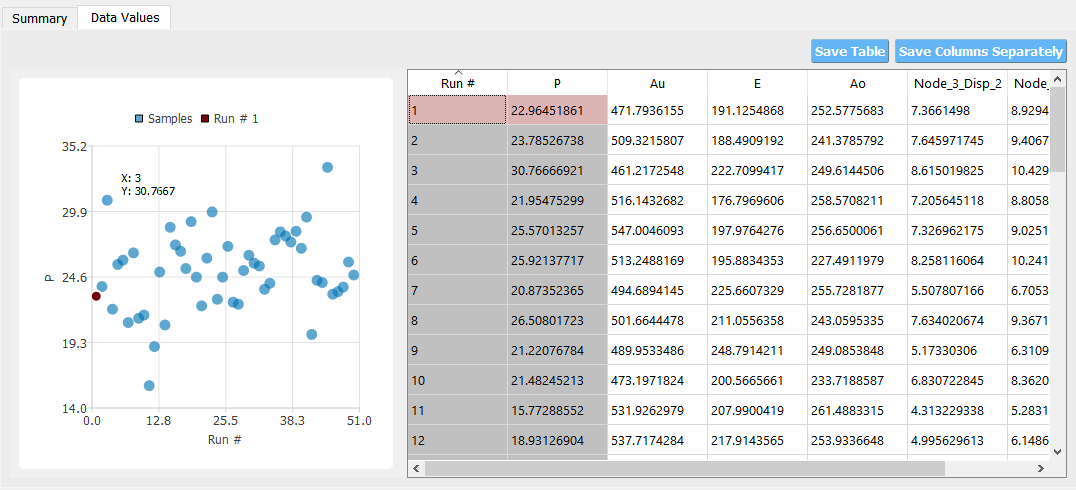 Summary Data Values
Save Table Save Columns Separately
Samples Run # 1
35.2
29.9
24.6
19.3
14.0
P
X: 3
Y: 30.7667
0.0 12.8 25.5 38.3 51.0
Run #
Run # P Au E Ao Node_3_Disp_2 Node_
1 22.96451861 471.7936155 191.1254868 252.5775683 7.3661498 8.9294
2 23.78526738 509.3215807 188.4909192 241.3785792 7.645971745 9.4067
3 30.76666921 461.2172548 222.7099417 249.6144505 8.615019825 10.429
4 21.95475299 516.1432682 176.7969606 258.5708211 7.205645118 8.8058
5 25.57013257 547.0046093 197.9764276 256.6500061 7.326962175 9.0251
6 25.92137717 513.2488169 195.8834353 227.4911979 8.258116064 10.241
7 20.87352365 494.6894145 225.6607329 255.7281877 5.507807166 6.7053
8 26.50801723 501.6644478 211.0556358 243.0595335 7.634020674 9.3671
9 21.22076784 489.9533486 248.7914211 249.0853848 5.17330306 6.3109
10 21.48245213 473.1971824 200.5665661 233.7188587 6.830722845 8.3620
11 15.77288552 531.9262979 207.9900419 261.4883315 4.313229338 5.2831
12 18.93126904 537.7174284 217.9143565 253.9336648 4.995629613 6.1486